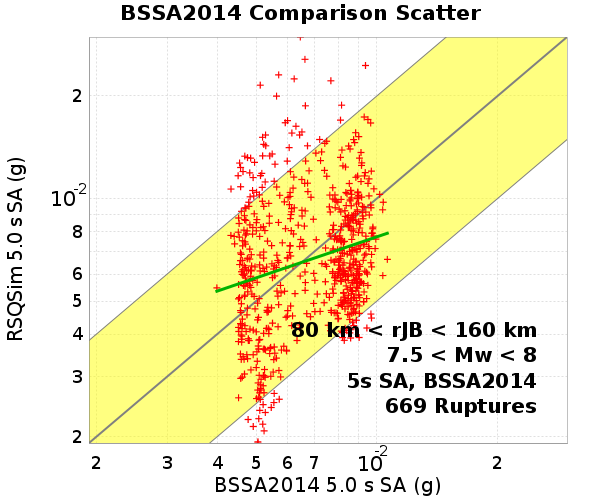 BSSA2014 Comparison Scatter
RSQSim 5.0 s SA (g)
2
10-2
8
6
5
4
3
2
80 km < rJB < 160 km
7.5 < Mw < 8
5s SA, BSSA2014
669 Ruptures
2 3 4 5 6 7 10-2 2
BSSA2014 5.0 s SA (g)